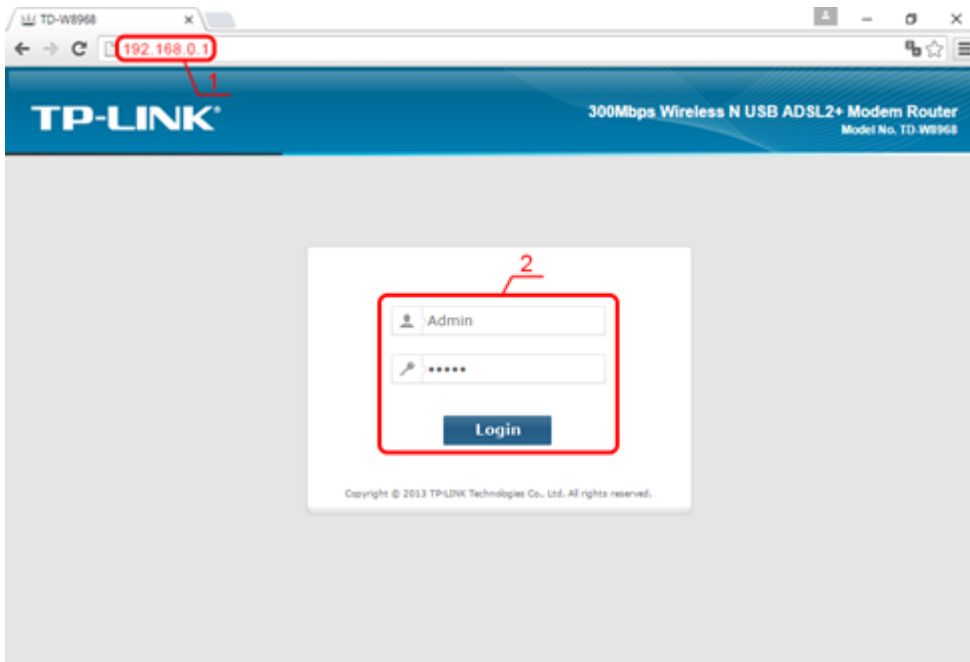 TD-W8968
192.168.0.1
1
TP-LINK®
300Mbps Wireless N USB ADSL2+ Modem Router
Model No. TD-W8968
2
Admin
•••••
Login
Copyright © 2013 TP-LINK Technologies Co., Ltd. All rights reserved.